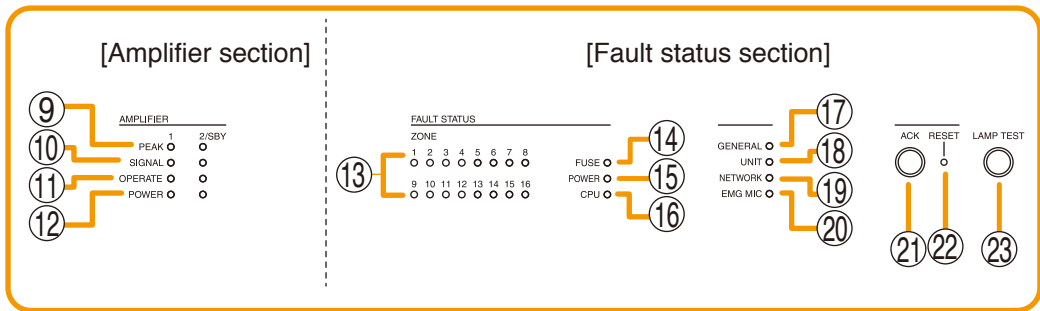 [Amplifier section]
AMPLIFIER
1 2/SBY
PEAK
SIGNAL
OPERATE
POWER
9
10
11
12
[Fault status section]
FAULT STATUS
ZONE
1 2 3 4 5 6 7 8
9 10 11 12 13 14 15 16
13
FUSE
POWER
CPU
14
15
16
GENERAL
UNIT
NETWORK
EMG MIC
17
18
19
20
ACK RESET LAMP TEST
21 22 23